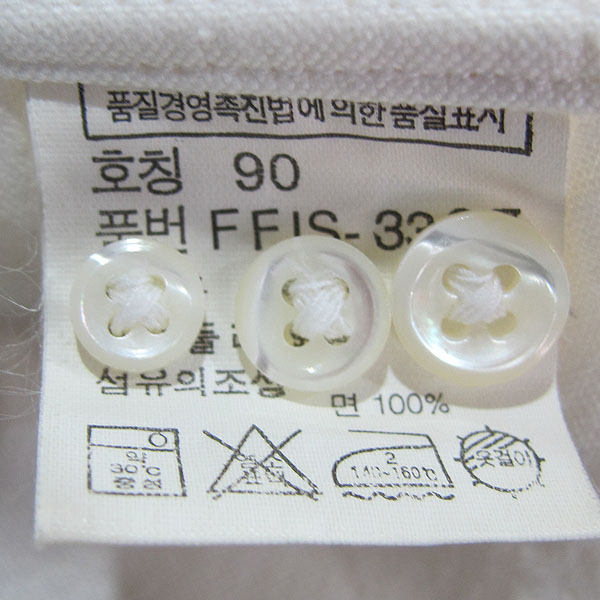 품질경영촉진법에 의한 품질표시
호칭 90
품번 FFJS-33
섬유의조성
면 100%
약
30℃
중성
염소
표백
2
140~160℃
옷걸이